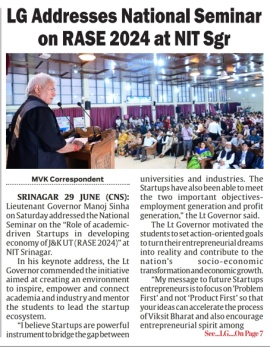 LG Addresses National Seminar
on RASE 2024 at NIT Sgr
MVK Correspondent
SRINAGAR 29 JUNE (CNS):
Lieutenant Governor Manoj Sinha
on Saturday addressed the National
Seminar on the "Role of academic-
driven Startups in developing
economy of J&K UT (RASE 2024)" at
NIT Srinagar.
In his keynote address, the Lt
Governor commended the initiative
aimed at creating an environment
to inspire, empower and connect
academia and industry and mentor
the students to lead the startup
ecosystem.
"I believe Startups are powerful
instrument to bridge the gap between
universities and industries. The
Startups have also been able to meet
the two important objectives-
employment generation and profit
generation," the Lt Governor said.
The Lt Governor motivated the
students to set action-oriented goals
to turn their entrepreneurial dreams
into reality and contribute to the
nation's socio-economic
transformation and economic growth.
"My message to future Startups
entrepreneurs is to focus on 'Problem
First' and not 'Product First' so that
your ideas can accelerate the process
of Viksit Bharat and also encourage
entrepreneurial spirit among
See...LG...On Page 7